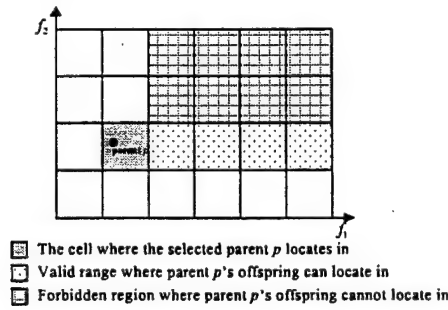 f₂
parent p
f₁
The cell where the selected parent p locates in
Valid range where parent p's offspring can locate in
Forbidden region where parent p's offspring cannot locate in